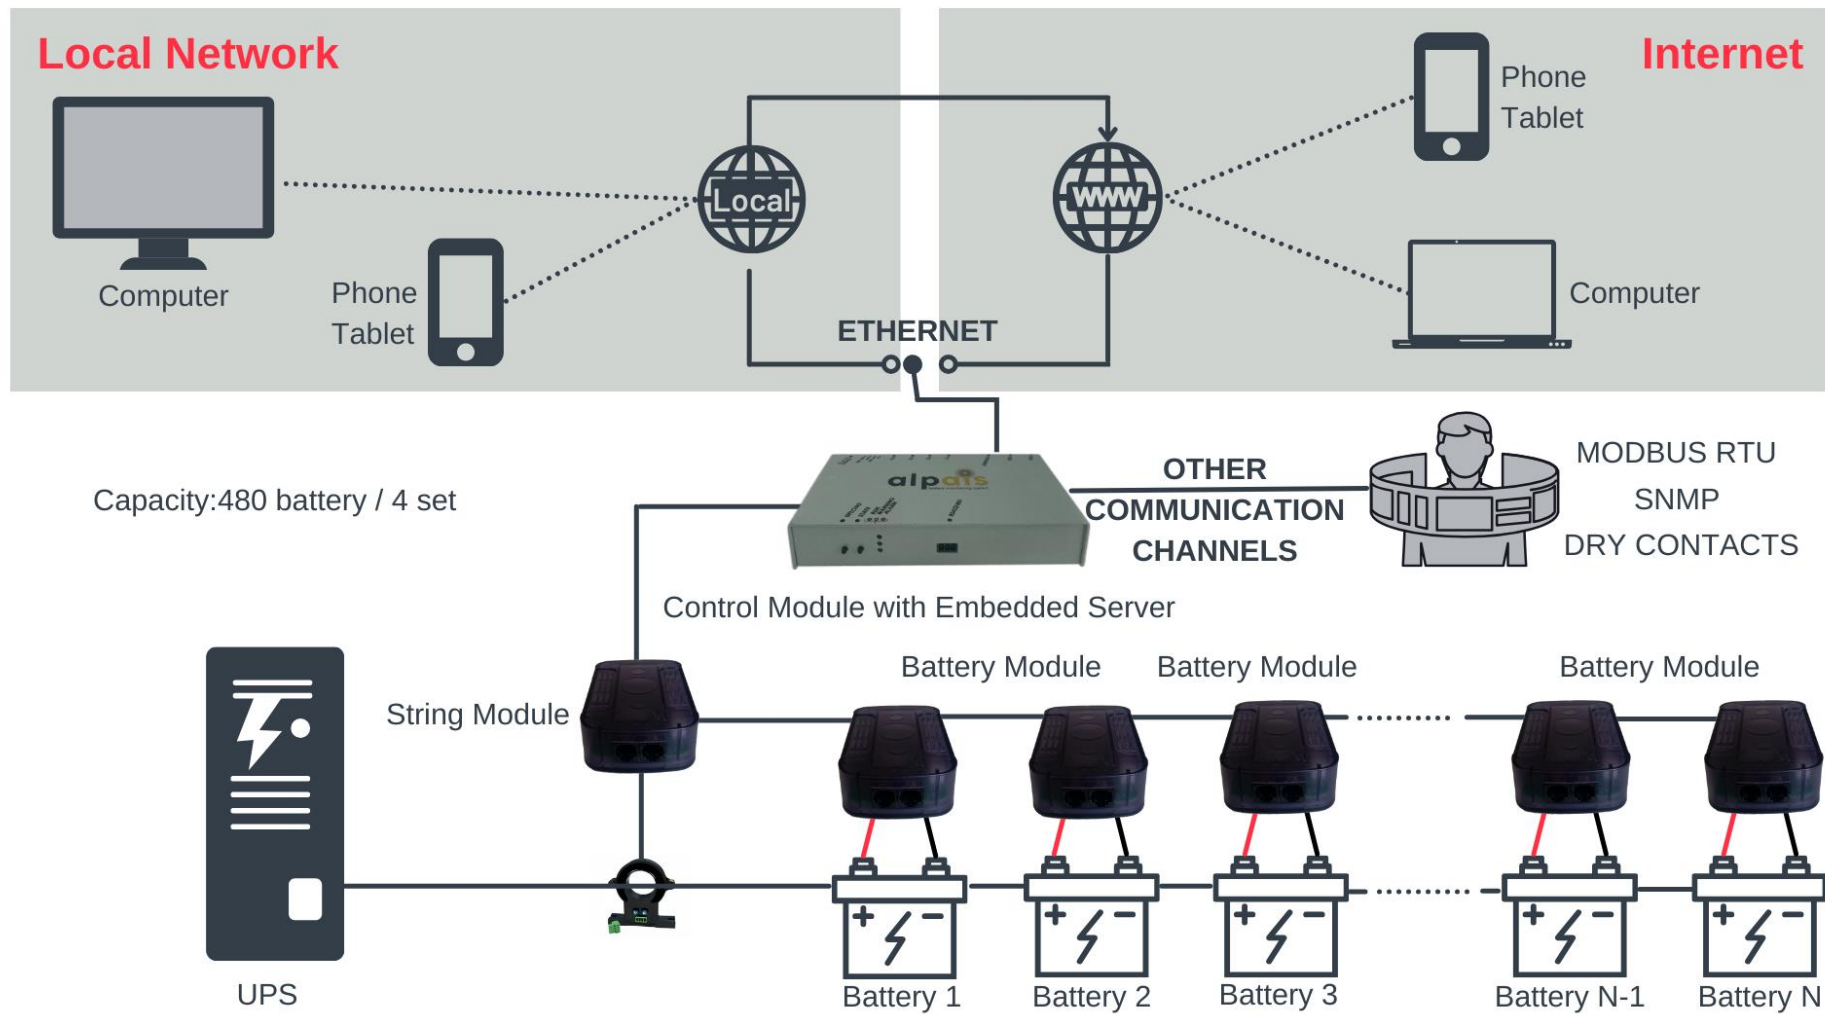 Local Network
Internet
Phone
Tablet
Local
www
Computer
Phone
Tablet
Computer
ETHERNET
Capacity:480 battery / 4 set
alpais
OTHER
COMMUNICATION
CHANNELS
MODBUS RTU
SNMP
DRY CONTACTS
Control Module with Embedded Server
String Module
Battery Module
Battery Module
Battery Module
UPS
Battery 1
Battery 2
Battery 3
Battery N-1
Battery N